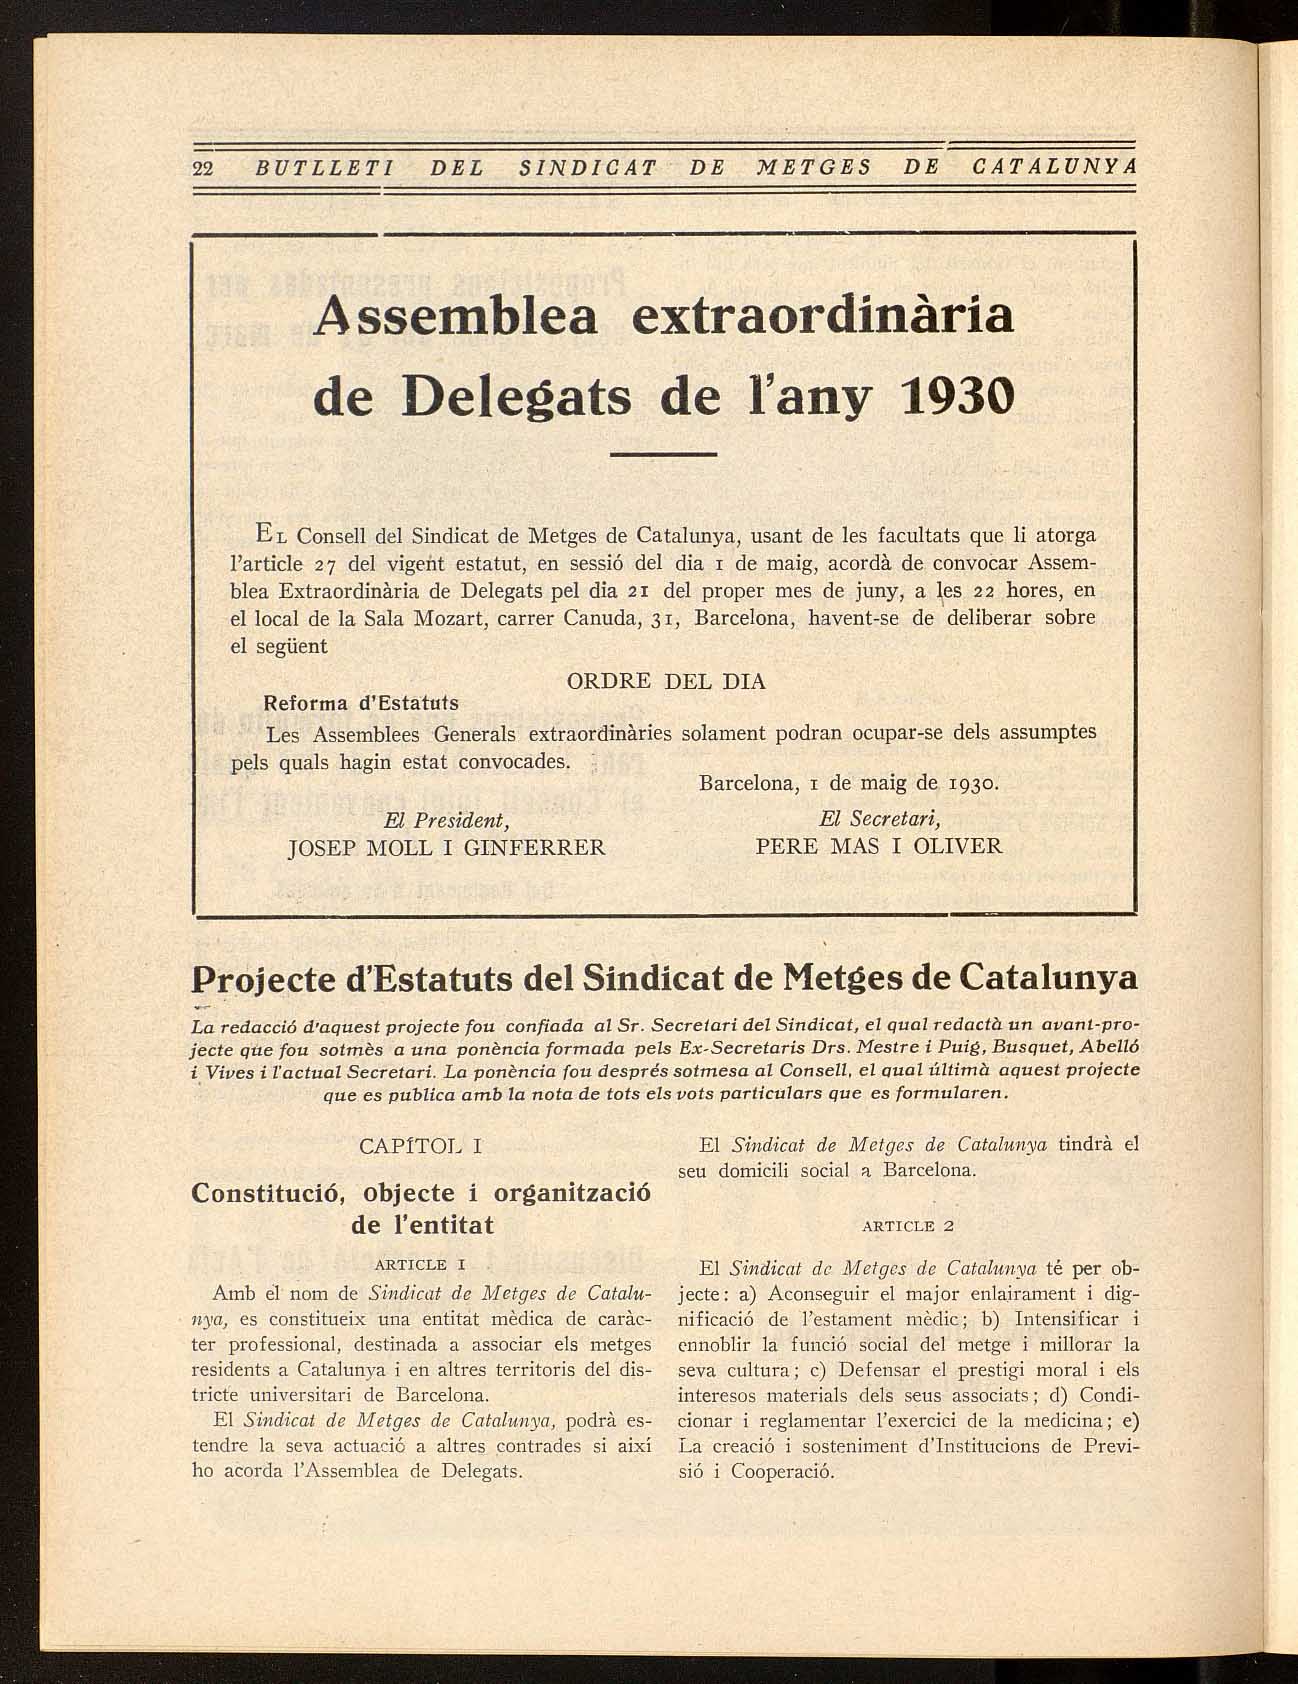 22 BUTLLETI DEL SINDICAT DE METGES DE CATALUNYA
Assemblea extraordinària
de Delegats de l'any 1930
EL Consell del Sindicat de Metges de Catalunya, usant de les facultats que li atorga
l'article 27 del vigent estatut, en sessió del dia 1 de maig, acordà de convocar Assem-
blea Extraordinària de Delegats pel dia 21 del proper mes de juny, a les 22 hores, en
el local de la Sala Mozart, carrer Canuda, 31, Barcelona, havent-se de deliberar sobre
el següent
ORDRE DEL DIA
Reforma d'Estatuts
Les Assemblees Generals extraordinàries solament podran ocupar-se dels assumptes
pels quals hagin estat convocades.
Barcelona, 1 de maig de 1930.
El President,
JOSEP MOLL I GINFERRER
El Secretari,
PERE MAS I OLIVER
Projecte d'Estatuts del Sindicat de Metges de Catalunya
La redacció d'aquest projecte fou confiada al Sr. Secretari del Sindicat, el qual redactà un avant-pro-
jecte que fou sotmès a una ponència formada pels Ex-Secretaris Drs. Mestre i Puig, Busquet, Abelló
i Vives i l'actual Secretari. La ponència fou després sotmesa al Consell, el qual últimà aquest projecte
que es publica amb la nota de tots els vots particulars que es formularen.
CAPÍTOL I
Constitució, objecte i organització
de l'entitat
ARTICLE 1
Amb el nom de Sindicat de Metges de Catalu-
nya, es constitueix una entitat mèdica de caràc-
ter professional, destinada a associar els metges
residents a Catalunya i en altres territoris del dis-
tricte universitari de Barcelona.
El Sindicat de Metges de Catalunya, podrà es-
tendre la seva actuació a altres contrades si així
ho acorda l'Assemblea de Delegats.
El Sindicat de Metges de Catalunya tindrà el
seu domicili social a Barcelona.
ARTICLE 2
El Sindicat de Metges de Catalunya té per ob-
jecte: a) Aconseguir el major enlairament i dig-
nificació de l'estament mèdic; b) Intensificar i
ennoblir la funció social del metge i millorar la
seva cultura; c) Defensar el prestigi moral i els
interesos materials dels seus associats; d) Condi-
cionar i reglamentar l'exercici de la medicina; e)
La creació i sosteniment d'Institucions de Previ-
sió i Cooperació.